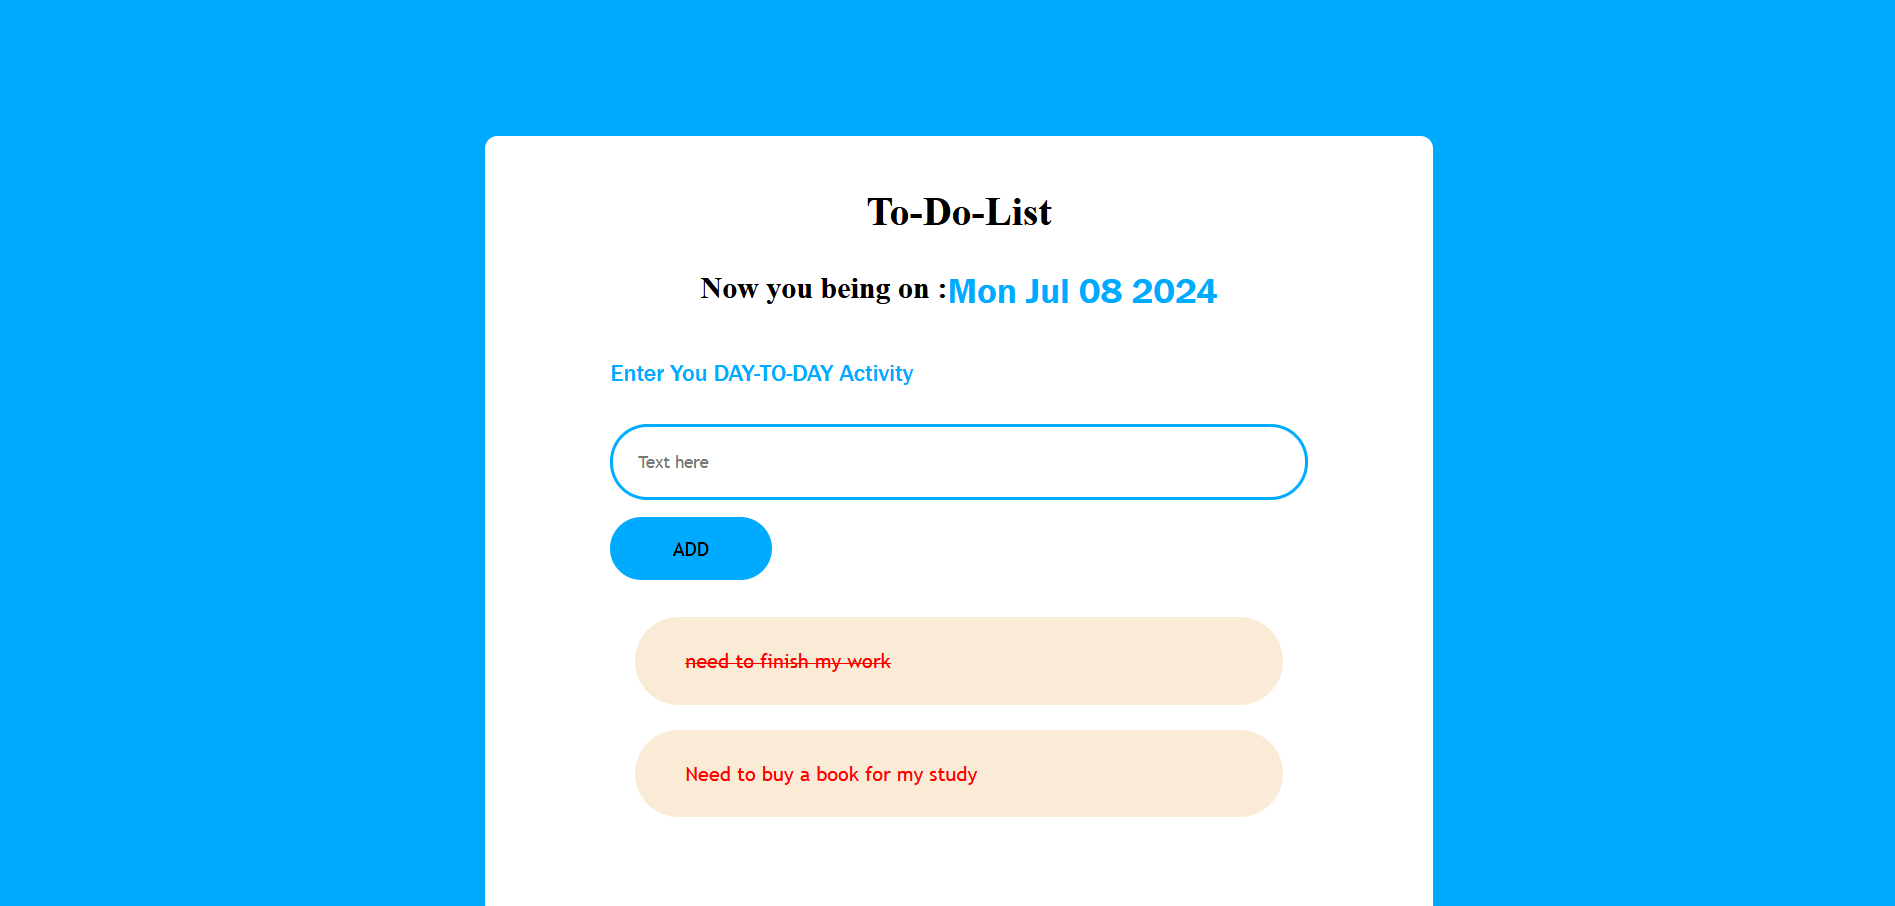 To-Do-List
Now you being on :Mon Jul 08 2024
Enter You DAY-TO-DAY Activity
Text here
ADD
need to finish my work
Need to buy a book for my study